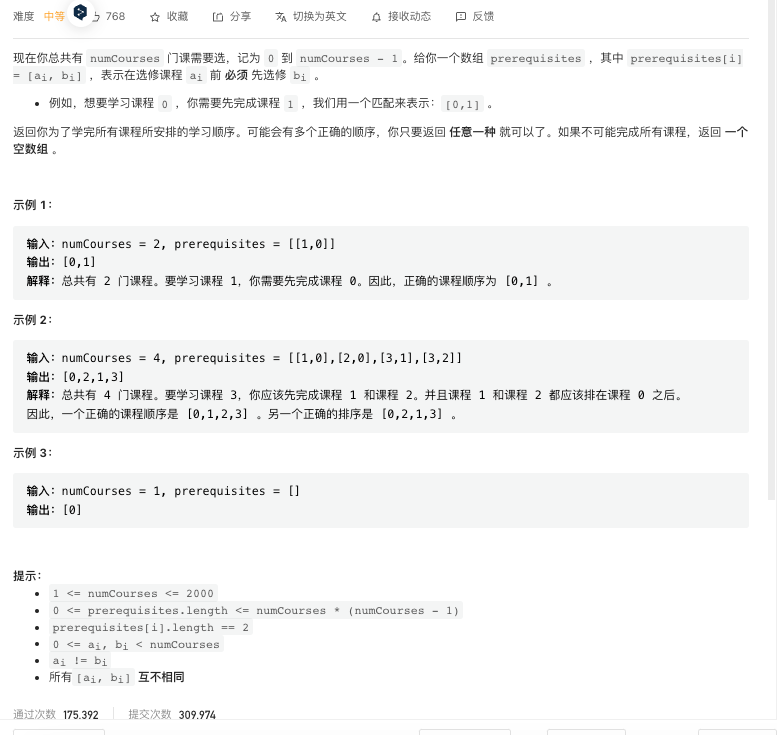 难度 中等 768 收藏 分享 切换为英文 接收动态 反馈
现在你总共有 numCourses 门课需要选，记为 0 到 numCourses - 1。给你一个数组 prerequisites ，其中 prerequisites[i]
= [ai, bi] ，表示在选修课程 ai 前 必须 先选修 bi 。
• 例如，想要学习课程 0 ，你需要先完成课程 1 ，我们用一个匹配来表示：[0,1] 。
返回你为了学完所有课程所安排的学习顺序。可能会有多个正确的顺序，你只要返回 任意一种 就可以了。如果不可能完成所有课程，返回 一个
空数组 。
示例 1：
输入：numCourses = 2, prerequisites = [[1,0]]
输出：[0,1]
解释：总共有 2 门课程。要学习课程 1，你需要先完成课程 0。因此，正确的课程顺序为 [0,1] 。
示例 2：
输入：numCourses = 4, prerequisites = [[1,0],[2,0],[3,1],[3,2]]
输出：[0,2,1,3]
解释：总共有 4 门课程。要学习课程 3，你应该先完成课程 1 和课程 2。并且课程 1 和课程 2 都应该排在课程 0 之后。
因此，一个正确的课程顺序是 [0,1,2,3] 。另一个正确的排序是 [0,2,1,3] 。
示例 3：
输入：numCourses = 1, prerequisites = []
输出：[0]
提示：
• 1 <= numCourses <= 2000
• 0 <= prerequisites.length <= numCourses * (numCourses - 1)
• prerequisites[i].length == 2
• 0 <= ai, bi < numCourses
• ai != bi
• 所有[ai, bi] 互不相同
通过次数 175,392 提交次数 309,974